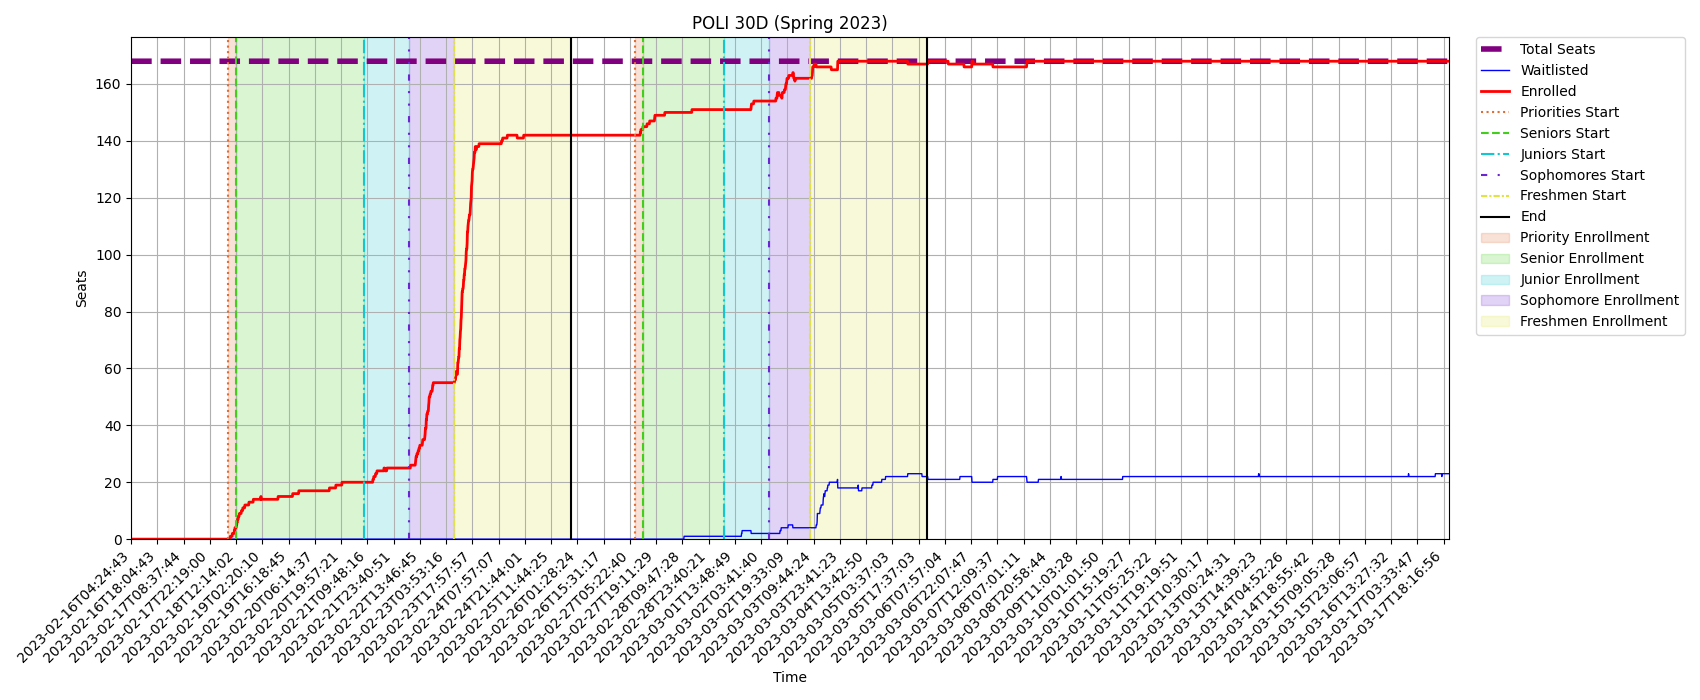 POLI 30D (Spring 2023)
Seats
160
140
120
100
80
60
40
20
0
2023-02-16T04:24:43
2023-02-16T18:04:43
2023-02-17T08:37:44
2023-02-17T22:19:00
2023-02-18T12:14:02
2023-02-19T02:20:10
2023-02-19T16:18:45
2023-02-20T06:14:37
2023-02-20T19:57:21
2023-02-21T09:48:16
2023-02-21T23:40:51
2023-02-22T13:46:45
2023-02-23T03:53:16
2023-02-23T17:57:57
2023-02-24T07:57:07
2023-02-24T21:44:01
2023-02-25T11:44:25
2023-02-26T01:28:24
2023-02-26T15:31:17
2023-02-27T05:22:40
2023-02-27T19:11:29
2023-02-28T09:47:28
2023-02-28T23:40:21
2023-03-01T13:48:49
2023-03-02T03:41:40
2023-03-02T19:33:09
2023-03-03T09:44:24
2023-03-03T23:41:23
2023-03-04T13:42:50
2023-03-05T03:37:03
2023-03-05T17:37:03
2023-03-06T07:57:04
2023-03-06T22:07:47
2023-03-07T12:09:37
2023-03-08T07:01:11
2023-03-08T20:58:44
2023-03-09T11:03:28
2023-03-10T01:01:50
2023-03-10T15:19:27
2023-03-11T05:25:22
2023-03-11T19:19:51
2023-03-12T10:30:17
2023-03-13T00:24:31
2023-03-13T14:39:23
2023-03-14T04:52:26
2023-03-14T18:55:42
2023-03-15T09:05:28
2023-03-15T23:06:57
2023-03-16T13:27:32
2023-03-17T03:33:47
2023-03-17T18:16:56
Time
Total Seats
Waitlisted
Enrolled
Priorities Start
Seniors Start
Juniors Start
Sophomores Start
Freshmen Start
End
Priority Enrollment
Senior Enrollment
Junior Enrollment
Sophomore Enrollment
Freshmen Enrollment